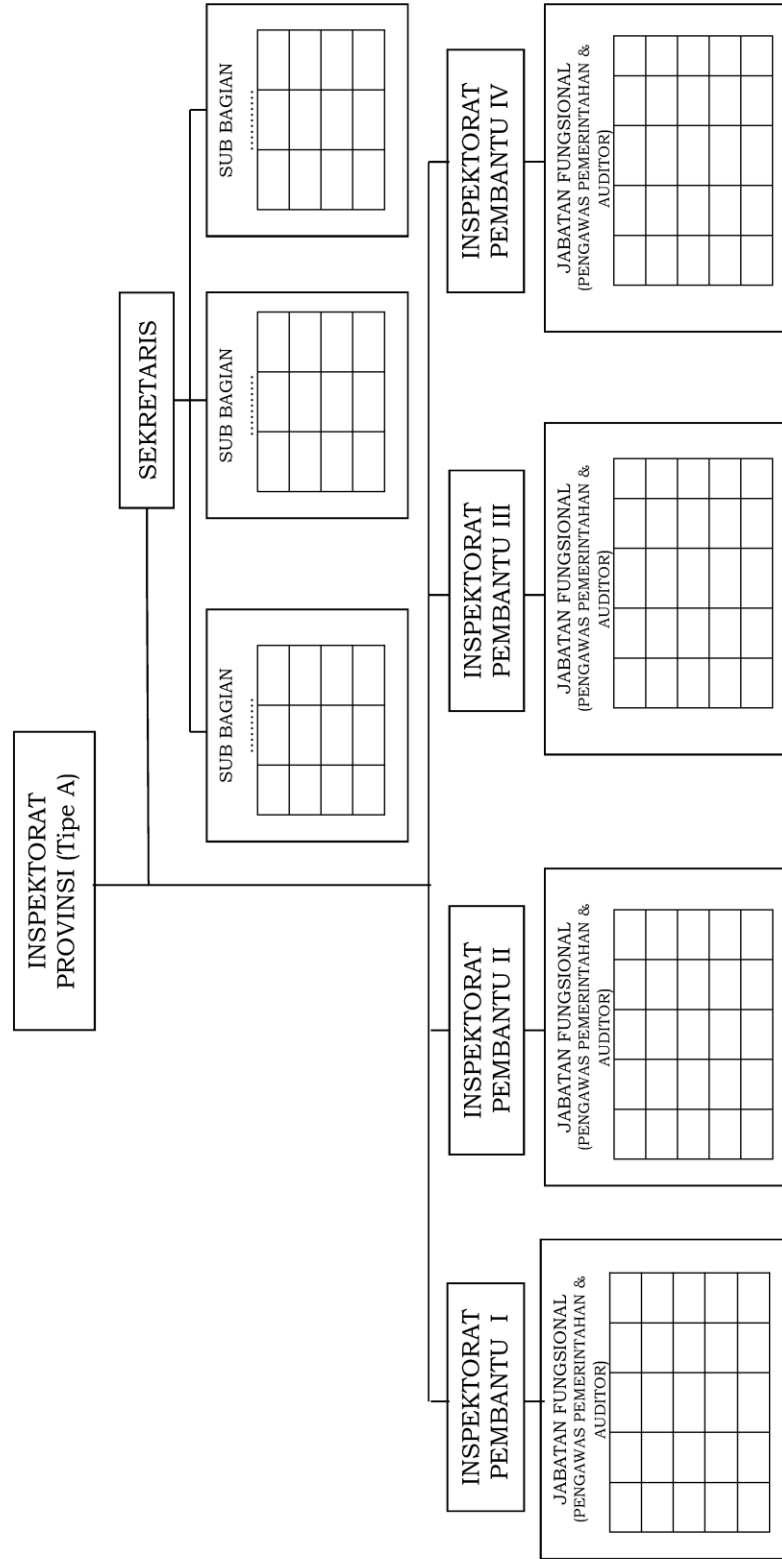 INSPEKTORAT
PROVINSI (Tipe A)
SEKRETARIS
SUB BAGIAN
............
SUB BAGIAN
............
SUB BAGIAN
............
INSPEKTORAT
PEMBANTU I
INSPEKTORAT
PEMBANTU II
INSPEKTORAT
PEMBANTU III
INSPEKTORAT
PEMBANTU IV
JABATAN FUNGSIONAL
(PENGAWAS PEMERINTAHAN &
AUDITOR)
JABATAN FUNGSIONAL
(PENGAWAS PEMERINTAHAN &
AUDITOR)
JABATAN FUNGSIONAL
(PENGAWAS PEMERINTAHAN &
AUDITOR)
JABATAN FUNGSIONAL
(PENGAWAS PEMERINTAHAN &
AUDITOR)